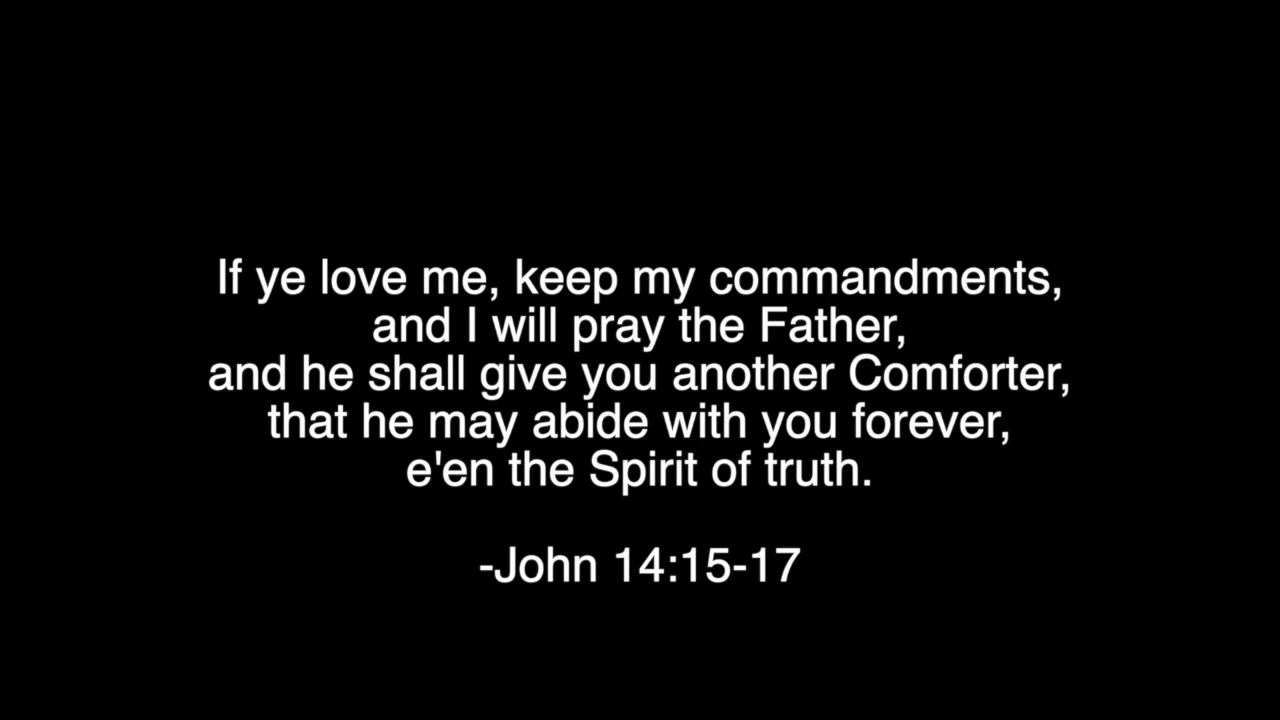 If ye love me, keep my commandments,
and I will pray the Father,
and he shall give you another Comforter,
that he may abide with you forever,
e'en the Spirit of truth.
-John 14:15-17